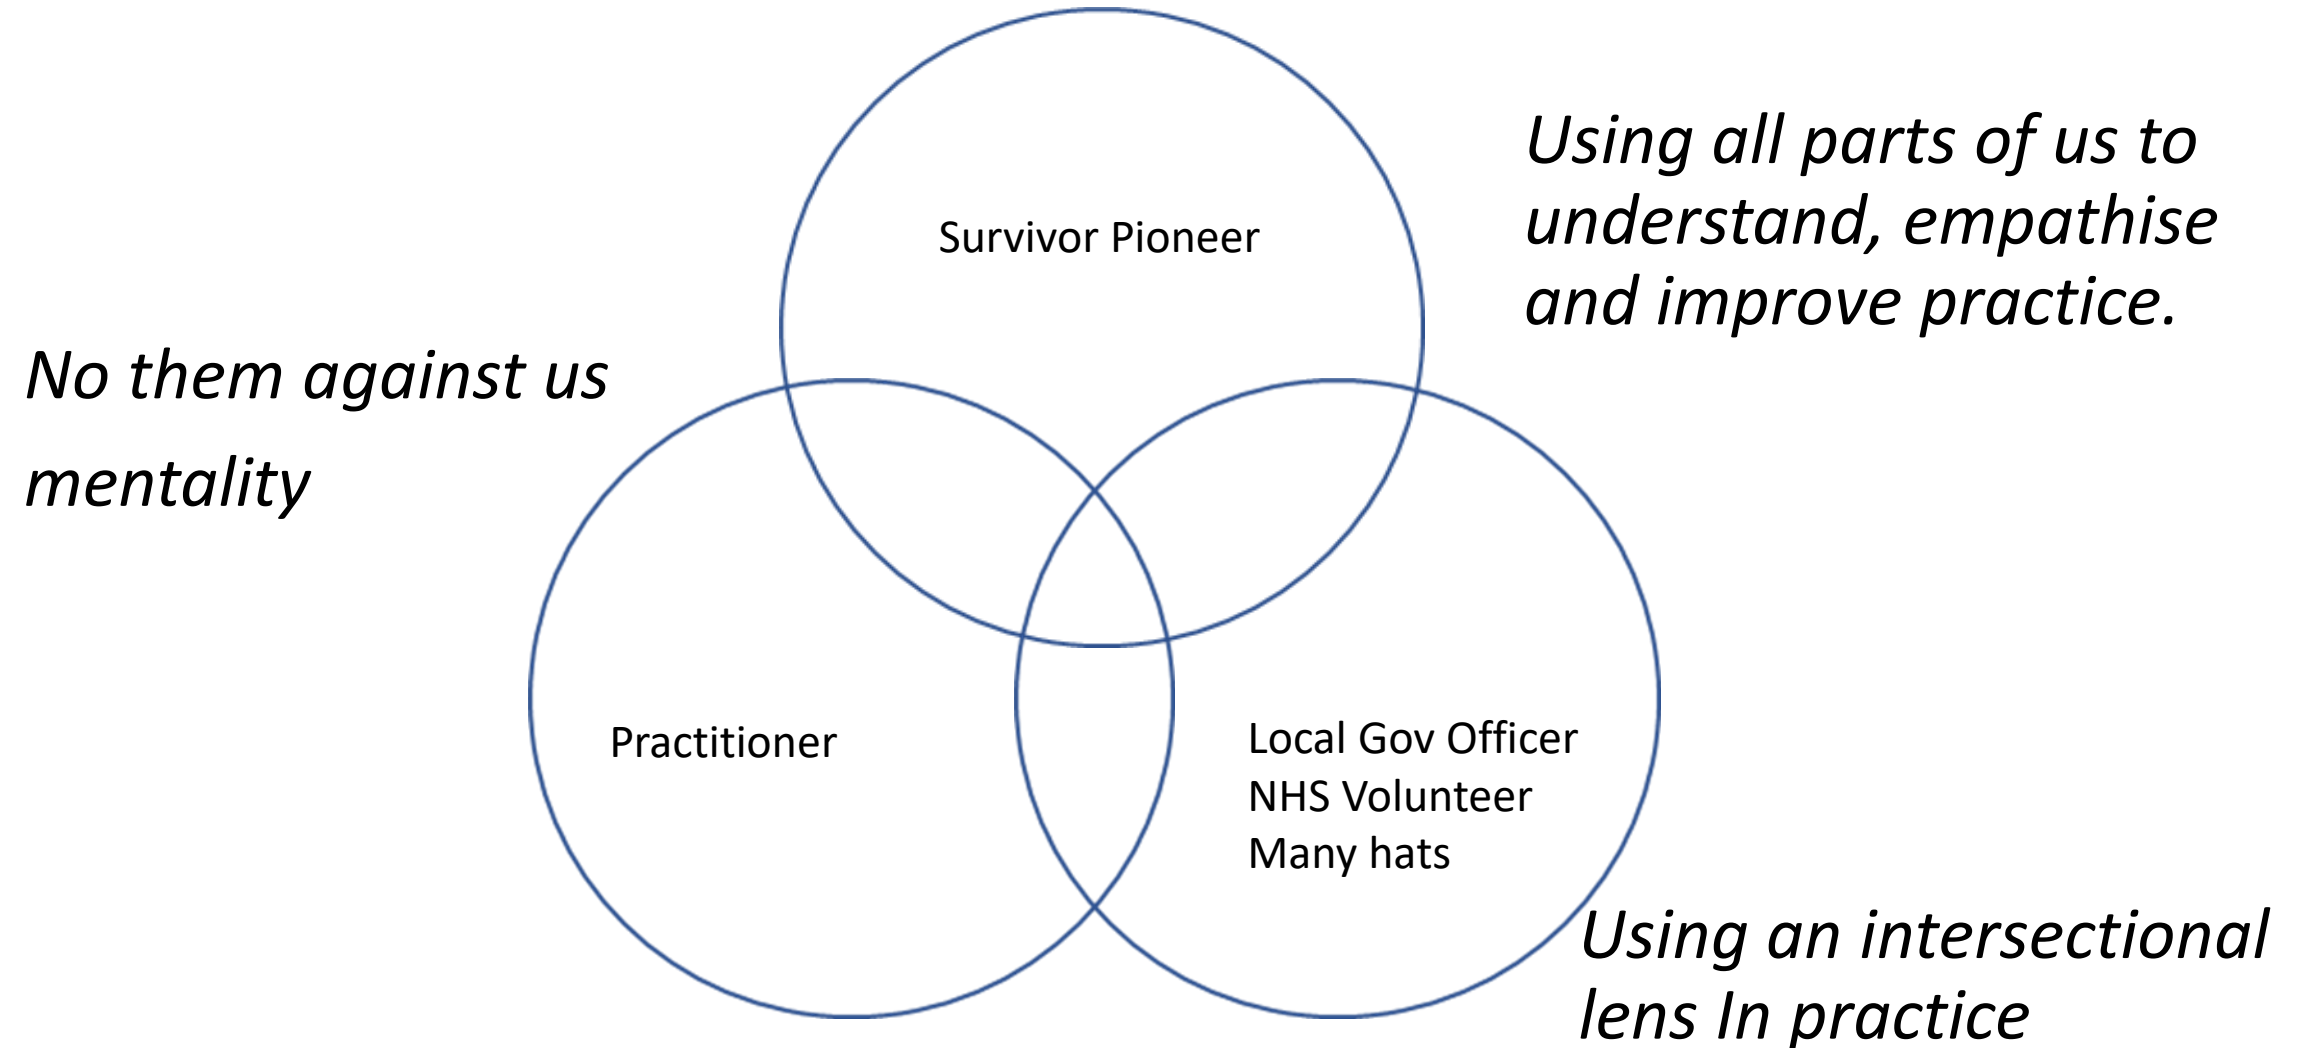 Survivor Pioneer
Using all parts of us to
understand, empathise
and improve practice.
No them against us
mentality
Practitioner
Local Gov Officer
NHS Volunteer
Many hats
Using an intersectional
lens In practice